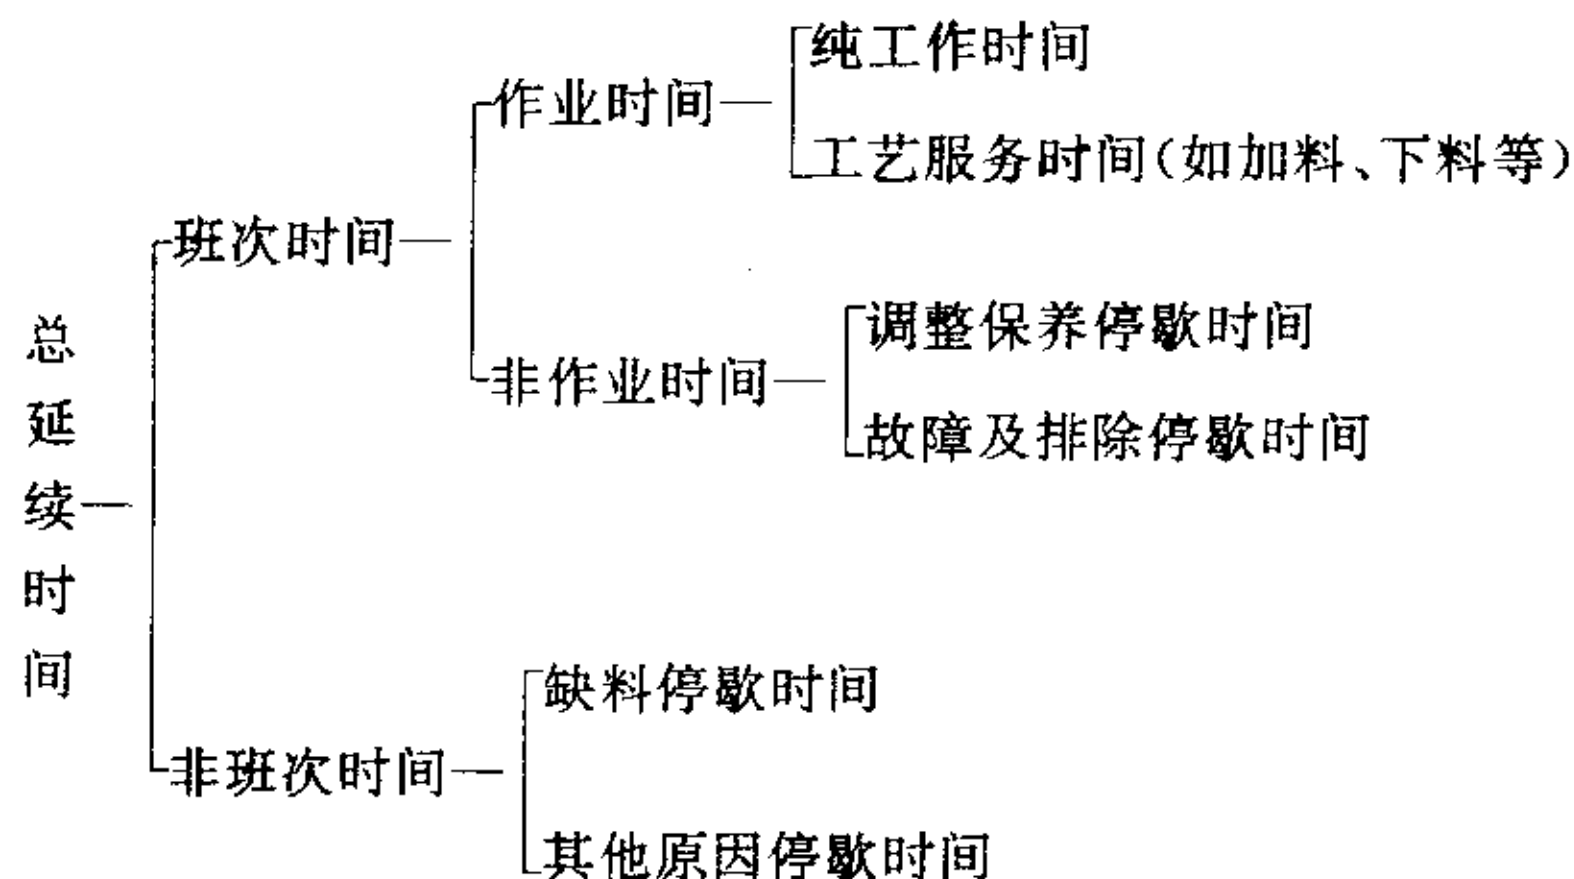 总延续时间
班次时间
作业时间
纯工作时间
工艺服务时间(如加料、下料等)
非作业时间
调整保养停歇时间
故障及排除停歇时间
非班次时间
缺料停歇时间
其他原因停歇时间